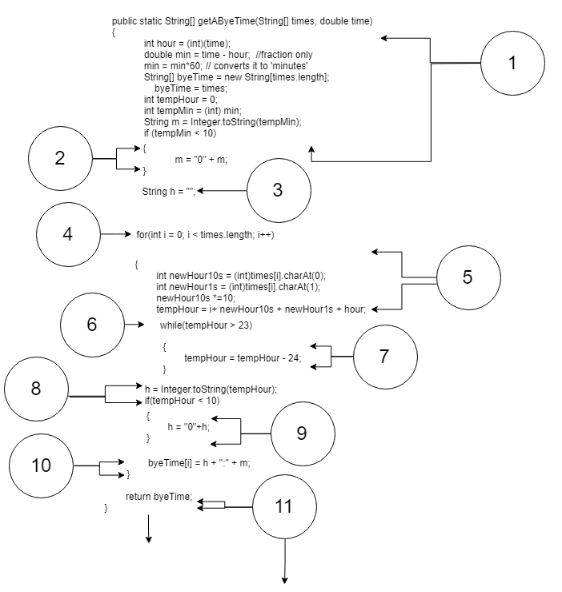 public static String[] getAByeTime(String[] times, double time)
{
int hour = (int)(time);
double min = time - hour; //fraction only
min = min*60; // converts it to 'minutes'
String[] byeTime = new String[times.length];
byeTime = times;
int tempHour = 0;
int tempMin = (int) min;
String m = Integer.toString(tempMin);
if (tempMin < 10)
1
{
m = "0" + m;
}
2
String h = "";
3
4
for(int i = 0; i < times.length; i++)
{
int newHour10s = (int)times[i].charAt(0);
int newHour1s = (int)times[i].charAt(1);
newHour10s *=10;
tempHour = i+ newHour10s + newHour1s + hour;
5
6
while(tempHour > 23)
{
tempHour = tempHour - 24;
}
7
8
h = Integer.toString(tempHour);
if(tempHour < 10)
{
h = "0"+h;
}
9
10
byeTime[i] = h + ":" + m;
}
return byeTime;
}
11